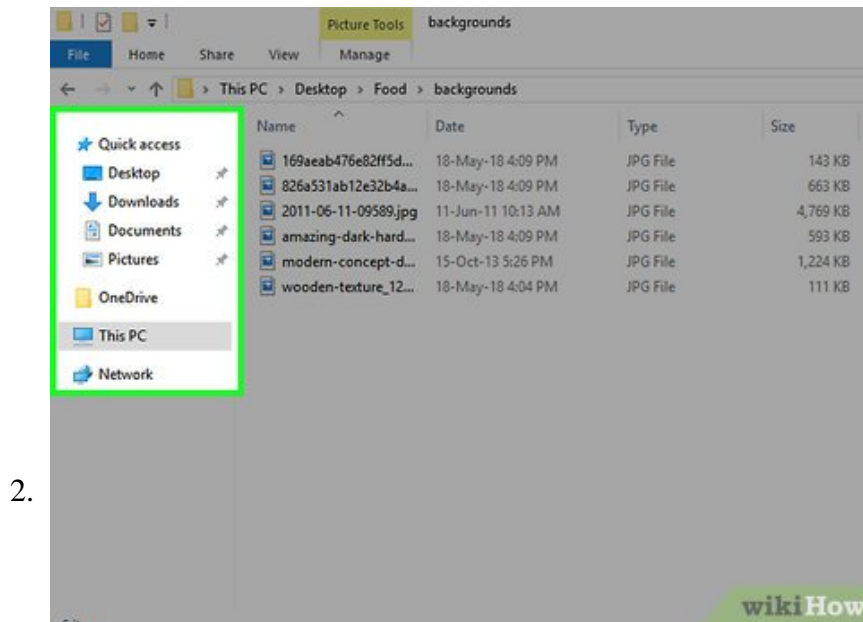 Picture Tools backgrounds
File Home Share View Manage
This PC > Desktop > Food > backgrounds
Name Date Type Size
Quick access
Desktop
Downloads
Documents
Pictures
OneDrive
This PC
Network
169aeab476e82ff5d... 18-May-18 4:09 PM JPG File 143 KB
826a531ab12e32b4a... 18-May-18 4:09 PM JPG File 663 KB
2011-06-11-09589.jpg 11-Jun-11 10:13 AM JPG File 4,769 KB
amazing-dark-hard... 18-May-18 4:09 PM JPG File 593 KB
modern-concept-d... 15-Oct-13 5:26 PM JPG File 1,224 KB
wooden-texture_12... 18-May-18 4:04 PM JPG File 111 KB
2.
wikiHow